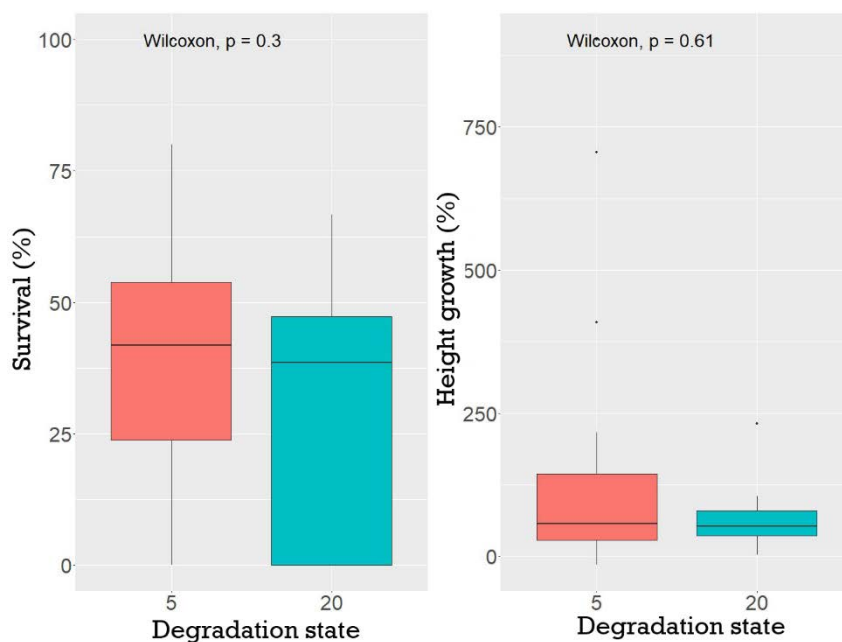 Wilcoxon, p = 0.3
100
75
50
25
0
Survival (%)
5
20
Degradation state
Wilcoxon, p = 0.61
750
500
250
0
Height growth (%)
5
20
Degradation state